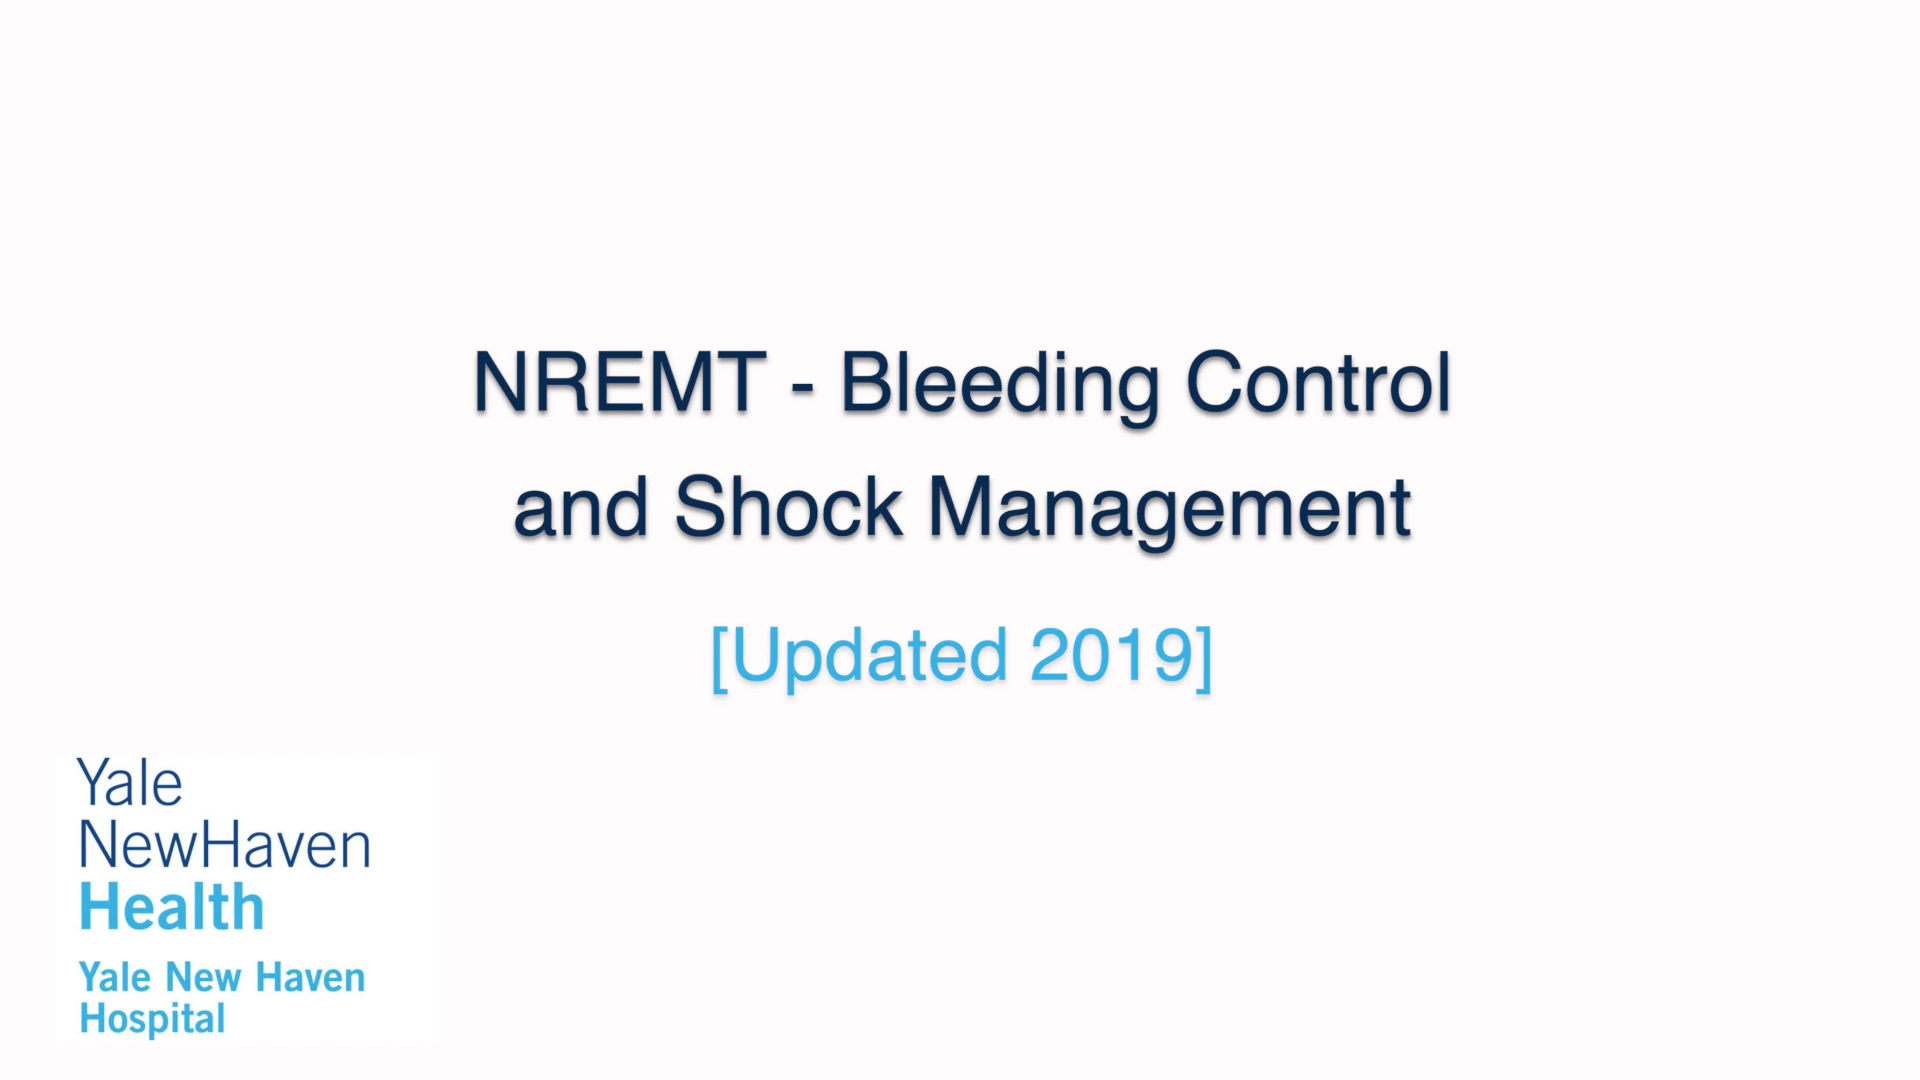 NREMT - Bleeding Control
and Shock Management
[Updated 2019]
Yale
NewHaven
Health
Yale New Haven
Hospital